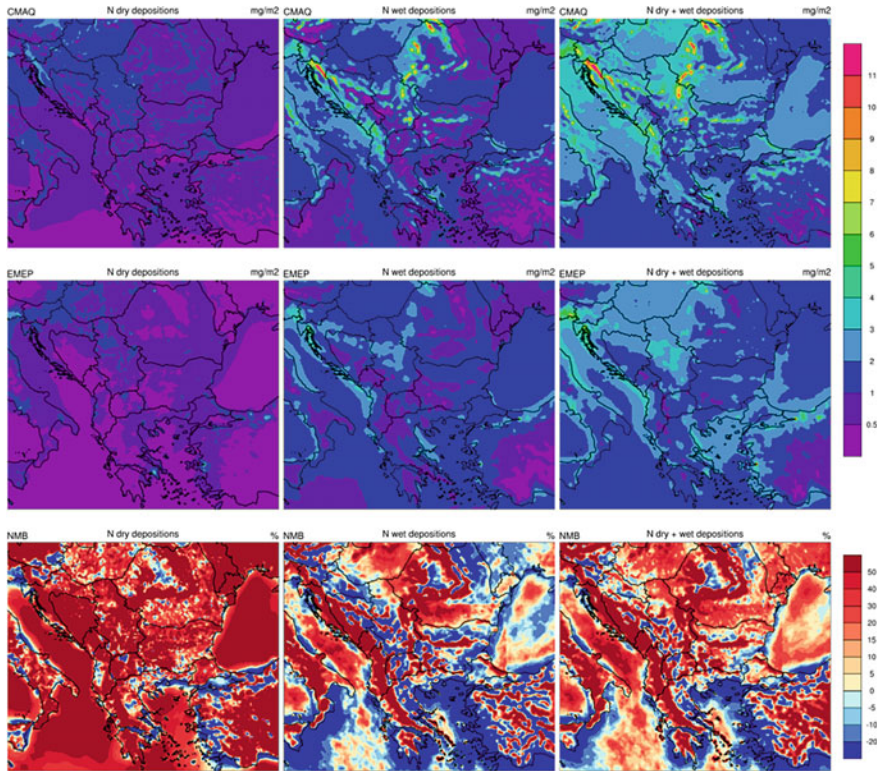 CMAQ N dry depositions mg/m2
CMAQ N wet depositions mg/m2
CMAQ N dry + wet depositions mg/m2
11
10
9
8
7
6
5
4
3
2
1
0.5
EMEP N dry depositions mg/m2
EMEP N wet depositions mg/m2
EMEP N dry + wet depositions mg/m2
NMB N dry depositions %
NMB N wet depositions %
NMB N dry + wet depositions %
50
40
30
20
15
10
5
0
-5
-10
-20